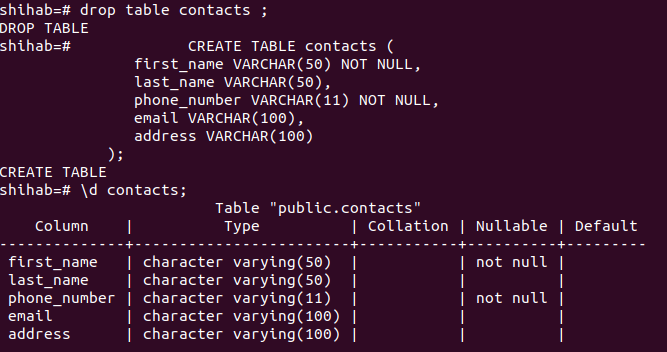 shihab=# drop table contacts ;
DROP TABLE
shihab=#             CREATE TABLE contacts (
                first_name VARCHAR(50) NOT NULL,
                last_name VARCHAR(50),
                phone_number VARCHAR(11) NOT NULL,
                email VARCHAR(100),
                address VARCHAR(100)
             );
CREATE TABLE
shihab=# \d contacts;
                          Table "public.contacts"
    Column    |          Type          | Collation | Nullable | Default
--------------+------------------------+-----------+----------+---------
 first_name   | character varying(50)  |           | not null |
 last_name    | character varying(50)  |           |          |
 phone_number | character varying(11)  |           | not null |
 email        | character varying(100) |           |          |
 address      | character varying(100) |           |          |